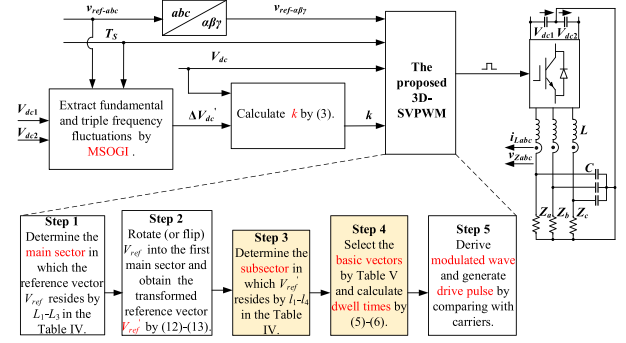 v_ref-abc
abc
αβγ
v_ref-αβγ
T_S
V_dc
V_dc1
V_dc2
Extract fundamental
and triple frequency
fluctuations by
MSOGI .
ΔV_dc'
Calculate k by (3).
k
The
proposed
3D-
SVPWM
V_dc1
V_dc2
L
i_Labc
v_Zabc
C
Z_a
Z_b
Z_c
Step 1
Determine the
main sector in
which the
reference vector
V_ref resides by
L1-L3 in the
Table IV.
Step 2
Rotate (or flip)
V_ref into the first
main sector and
obtain the
transformed
reference vector
V_ref' by (12)-(13).
Step 3
Determine the
subsector in
which V_ref'
resides by l1-l4
in the Table
IV.
Step 4
Select the
basic vectors
by Table V
and calculate
dwell times by
(5)-(6).
Step 5
Derive
modulated wave
and generate
drive pulse by
comparing with
carriers.